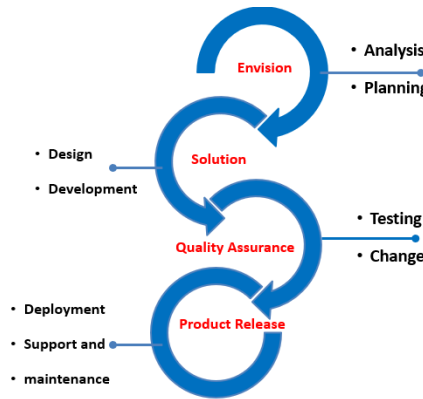 Envision
• Analysis
• Planning
Solution
• Design
• Development
Quality Assurance
• Testing
• Change
Product Release
• Deployment
• Support and
• maintenance